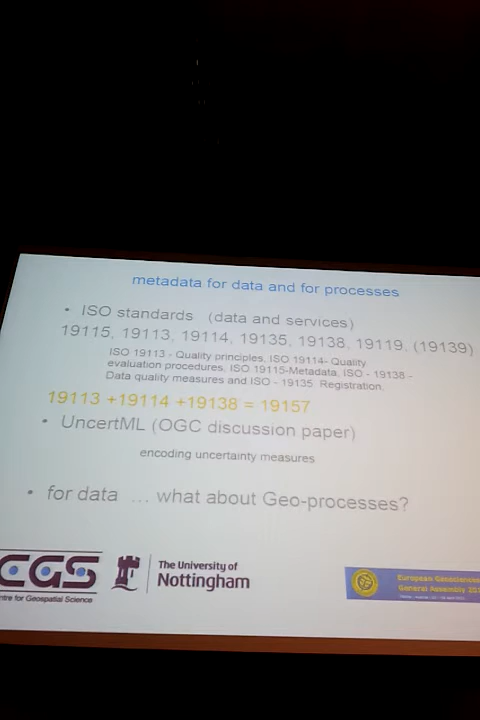 metadata for data and for processes
• ISO standards (data and services)
19115, 19113, 19114, 19135, 19138, 19119, (19139)
ISO 19113 - Quality principles, ISO 19114- Quality
evaluation procedures, ISO 19115-Metadata, ISO - 19138 -
Data quality measures and ISO - 19135 Registration.
19113 +19114 +19138 = 19157
• UncertML (OGC discussion paper)
encoding uncertainty measures
• for data ... what about Geo-processes?
CGS
ntre for Geospatial Science
The University of
Nottingham
European Geosciences
General Assembly